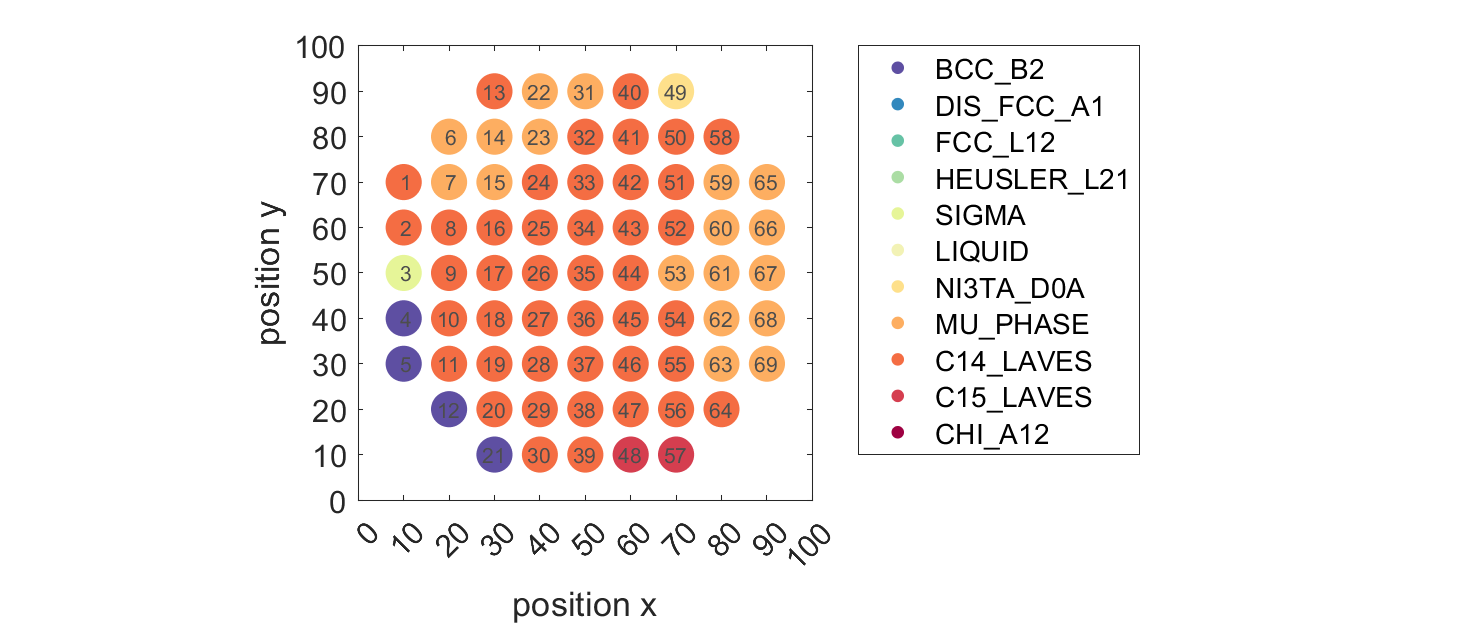 100
90
80
70
60
50
40
30
20
10
0
position y
13 22 31 40 49
6 14 23 32 41 50 58
1 7 15 24 33 42 51 59 65
2 8 16 25 34 43 52 60 66
3 9 17 26 35 44 53 61 67
4 10 18 27 36 45 54 62 68
5 11 19 28 37 46 55 63 69
12 20 29 38 47 56 64
21 30 39 48 57
0 10 20 30 40 50 60 70 80 90 100
position x
BCC_B2
DIS_FCC_A1
FCC_L12
HEUSLER_L21
SIGMA
LIQUID
NI3TA_D0A
MU_PHASE
C14_LAVES
C15_LAVES
CHI_A12